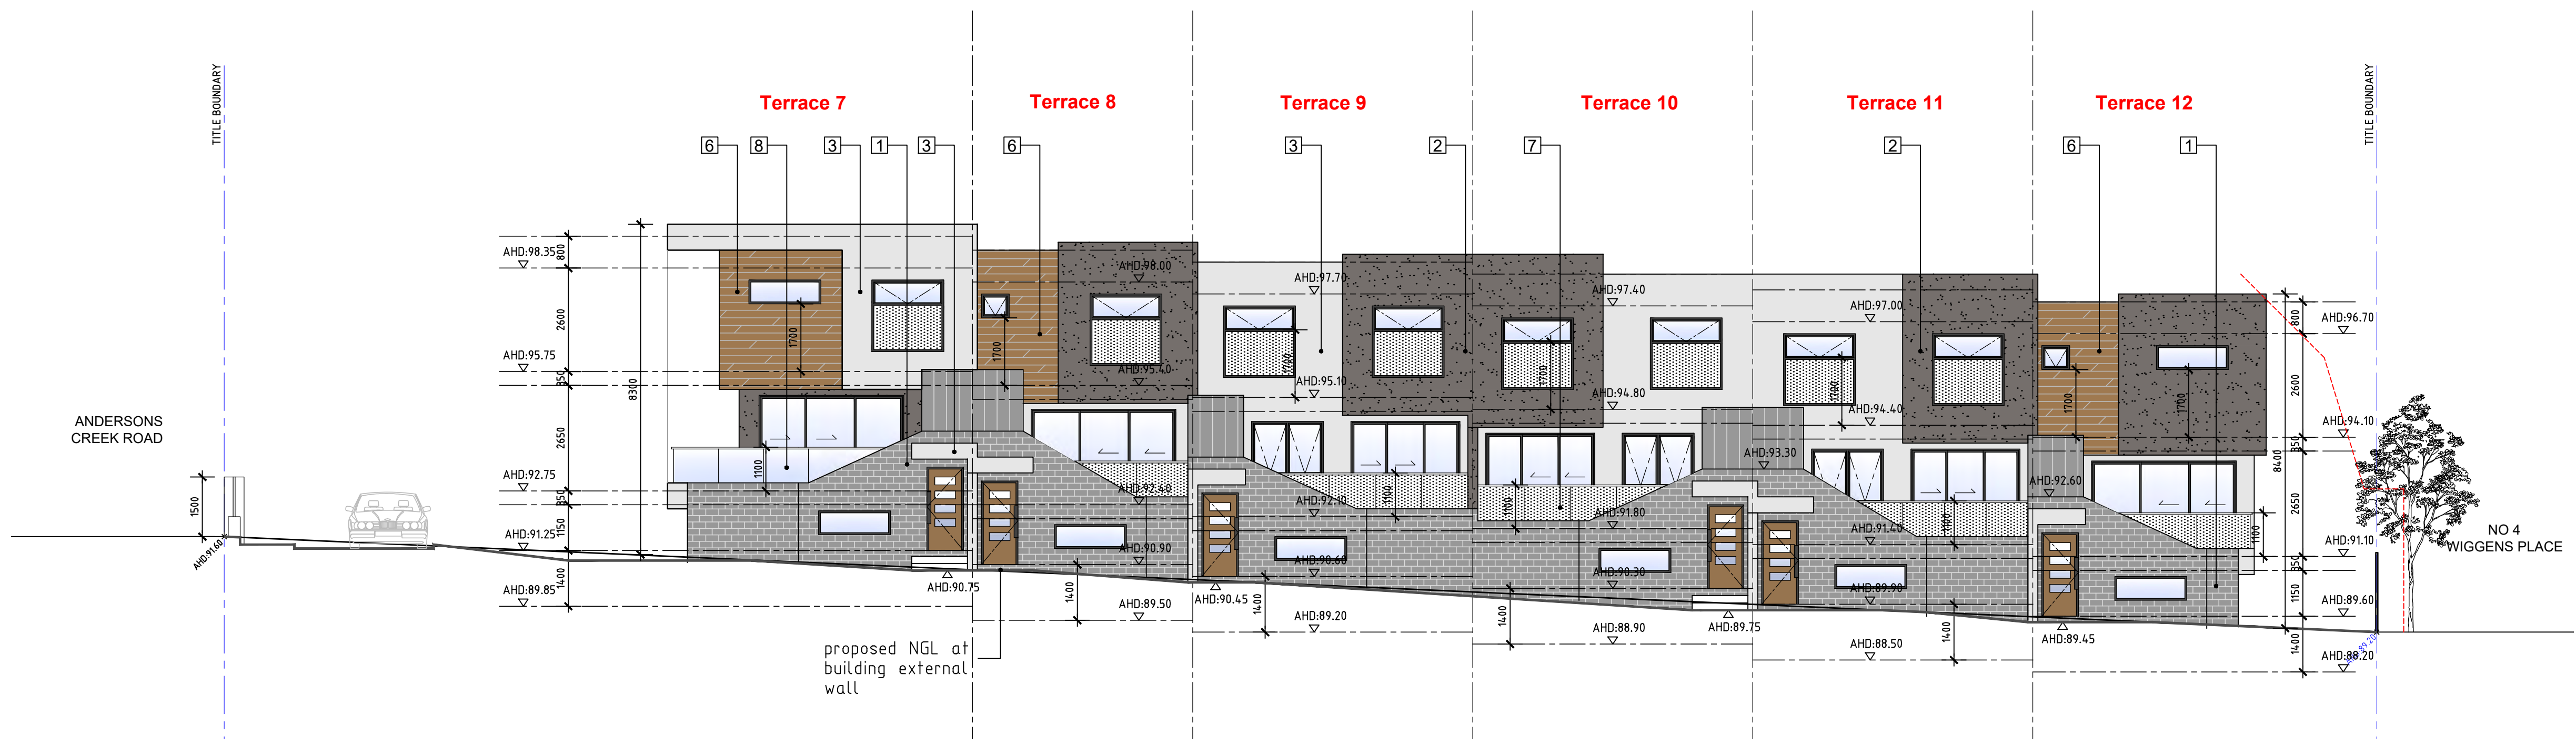 TITLE BOUNDARY
TITLE BOUNDARY
Terrace 7
Terrace 8
Terrace 9
Terrace 10
Terrace 11
Terrace 12
6
8
3
1
3
6
3
2
7
2
6
1
ANDERSONS
CREEK ROAD
1500
AHD:91.60
AHD:98.35
AHD:95.75
AHD:92.75
AHD:91.25
AHD:89.85
800
2600
350
2650
350
1150
1400
8300
1700
1100
AHD:90.75
proposed NGL at
building external
wall
AHD:98.00
AHD:95.40
AHD:92.40
AHD:90.90
AHD:89.50
1700
1400
AHD:90.45
AHD:97.70
AHD:95.10
AHD:92.10
AHD:90.60
AHD:89.20
1700
1100
1400
AHD:97.40
AHD:94.80
AHD:91.80
AHD:90.30
AHD:88.90
1700
1100
1400
AHD:89.75
AHD:93.30
AHD:97.00
AHD:94.40
AHD:91.40
AHD:89.90
AHD:88.50
1700
1100
1400
AHD:92.60
AHD:89.45
1700
1700
1100
8400
800
2600
350
2650
350
1150
1400
AHD:96.70
AHD:94.10
AHD:91.10
AHD:89.60
AHD:88.20
AHD:89.20
NO 4
WIGGENS PLACE